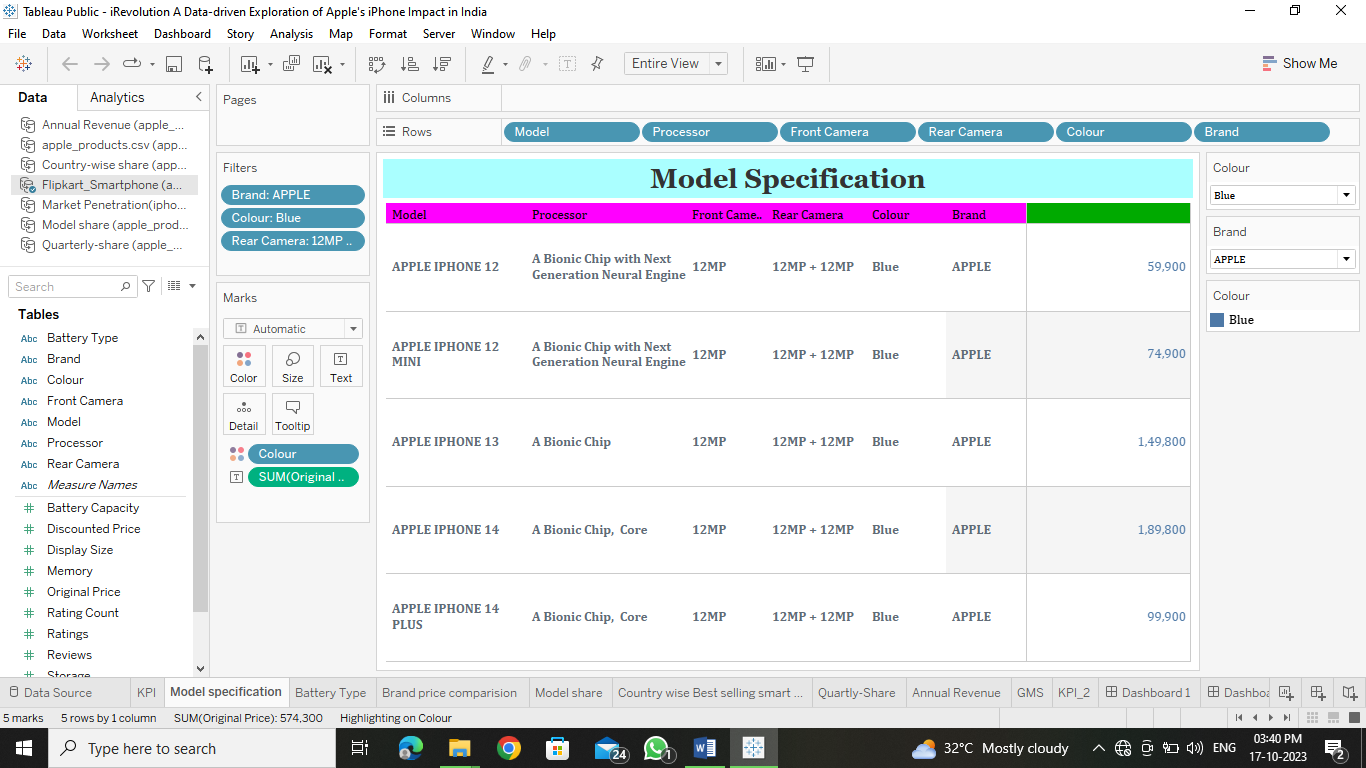 Tableau Public - iRevolution A Data-driven Exploration of Apple's iPhone Impact in India
File Data Worksheet Dashboard Story Analysis Map Format Server Window Help
Entire View
Show Me
Data Analytics
Annual Revenue (apple_...
apple_products.csv (app...
Country-wise share (app...
Flipkart_Smartphone (a...
Market Penetration(ipho...
Model share (apple_prod...
Quarterly-share (apple_...
Search
Tables
Abc Battery Type
Abc Brand
Abc Colour
Abc Front Camera
Abc Model
Abc Processor
Abc Rear Camera
Abc Measure Names
# Battery Capacity
# Discounted Price
# Display Size
# Memory
# Original Price
# Rating Count
# Ratings
# Reviews
# Storage
Pages
Filters
Brand: APPLE
Colour: Blue
Rear Camera: 12MP ..
Marks
T Automatic
Color Size Text
Detail Tooltip
Colour
SUM(Original ..
Columns
Rows Model Processor Front Camera Rear Camera Colour Brand
Model Specification
Model Processor Front Came.. Rear Camera Colour Brand
APPLE IPHONE 12 A Bionic Chip with Next Generation Neural Engine 12MP 12MP + 12MP Blue APPLE 59,900
APPLE IPHONE 12 MINI A Bionic Chip with Next Generation Neural Engine 12MP 12MP + 12MP Blue APPLE 74,900
APPLE IPHONE 13 A Bionic Chip 12MP 12MP + 12MP Blue APPLE 1,49,800
APPLE IPHONE 14 A Bionic Chip, Core 12MP 12MP + 12MP Blue APPLE 1,89,800
APPLE IPHONE 14 PLUS A Bionic Chip, Core 12MP 12MP + 12MP Blue APPLE 99,900
Colour
Blue
Brand
APPLE
Colour
Blue
Data Source KPI Model specification Battery Type Brand price comparision Model share Country wise Best selling smart ... Quartly-Share Annual Revenue GMS KPI_2 Dashboard 1 Dashboa
5 marks 5 rows by 1 column SUM(Original Price): 574,300 Highlighting on Colour
Type here to search
24
1
32°C Mostly cloudy
ENG
03:40 PM
17-10-2023
2